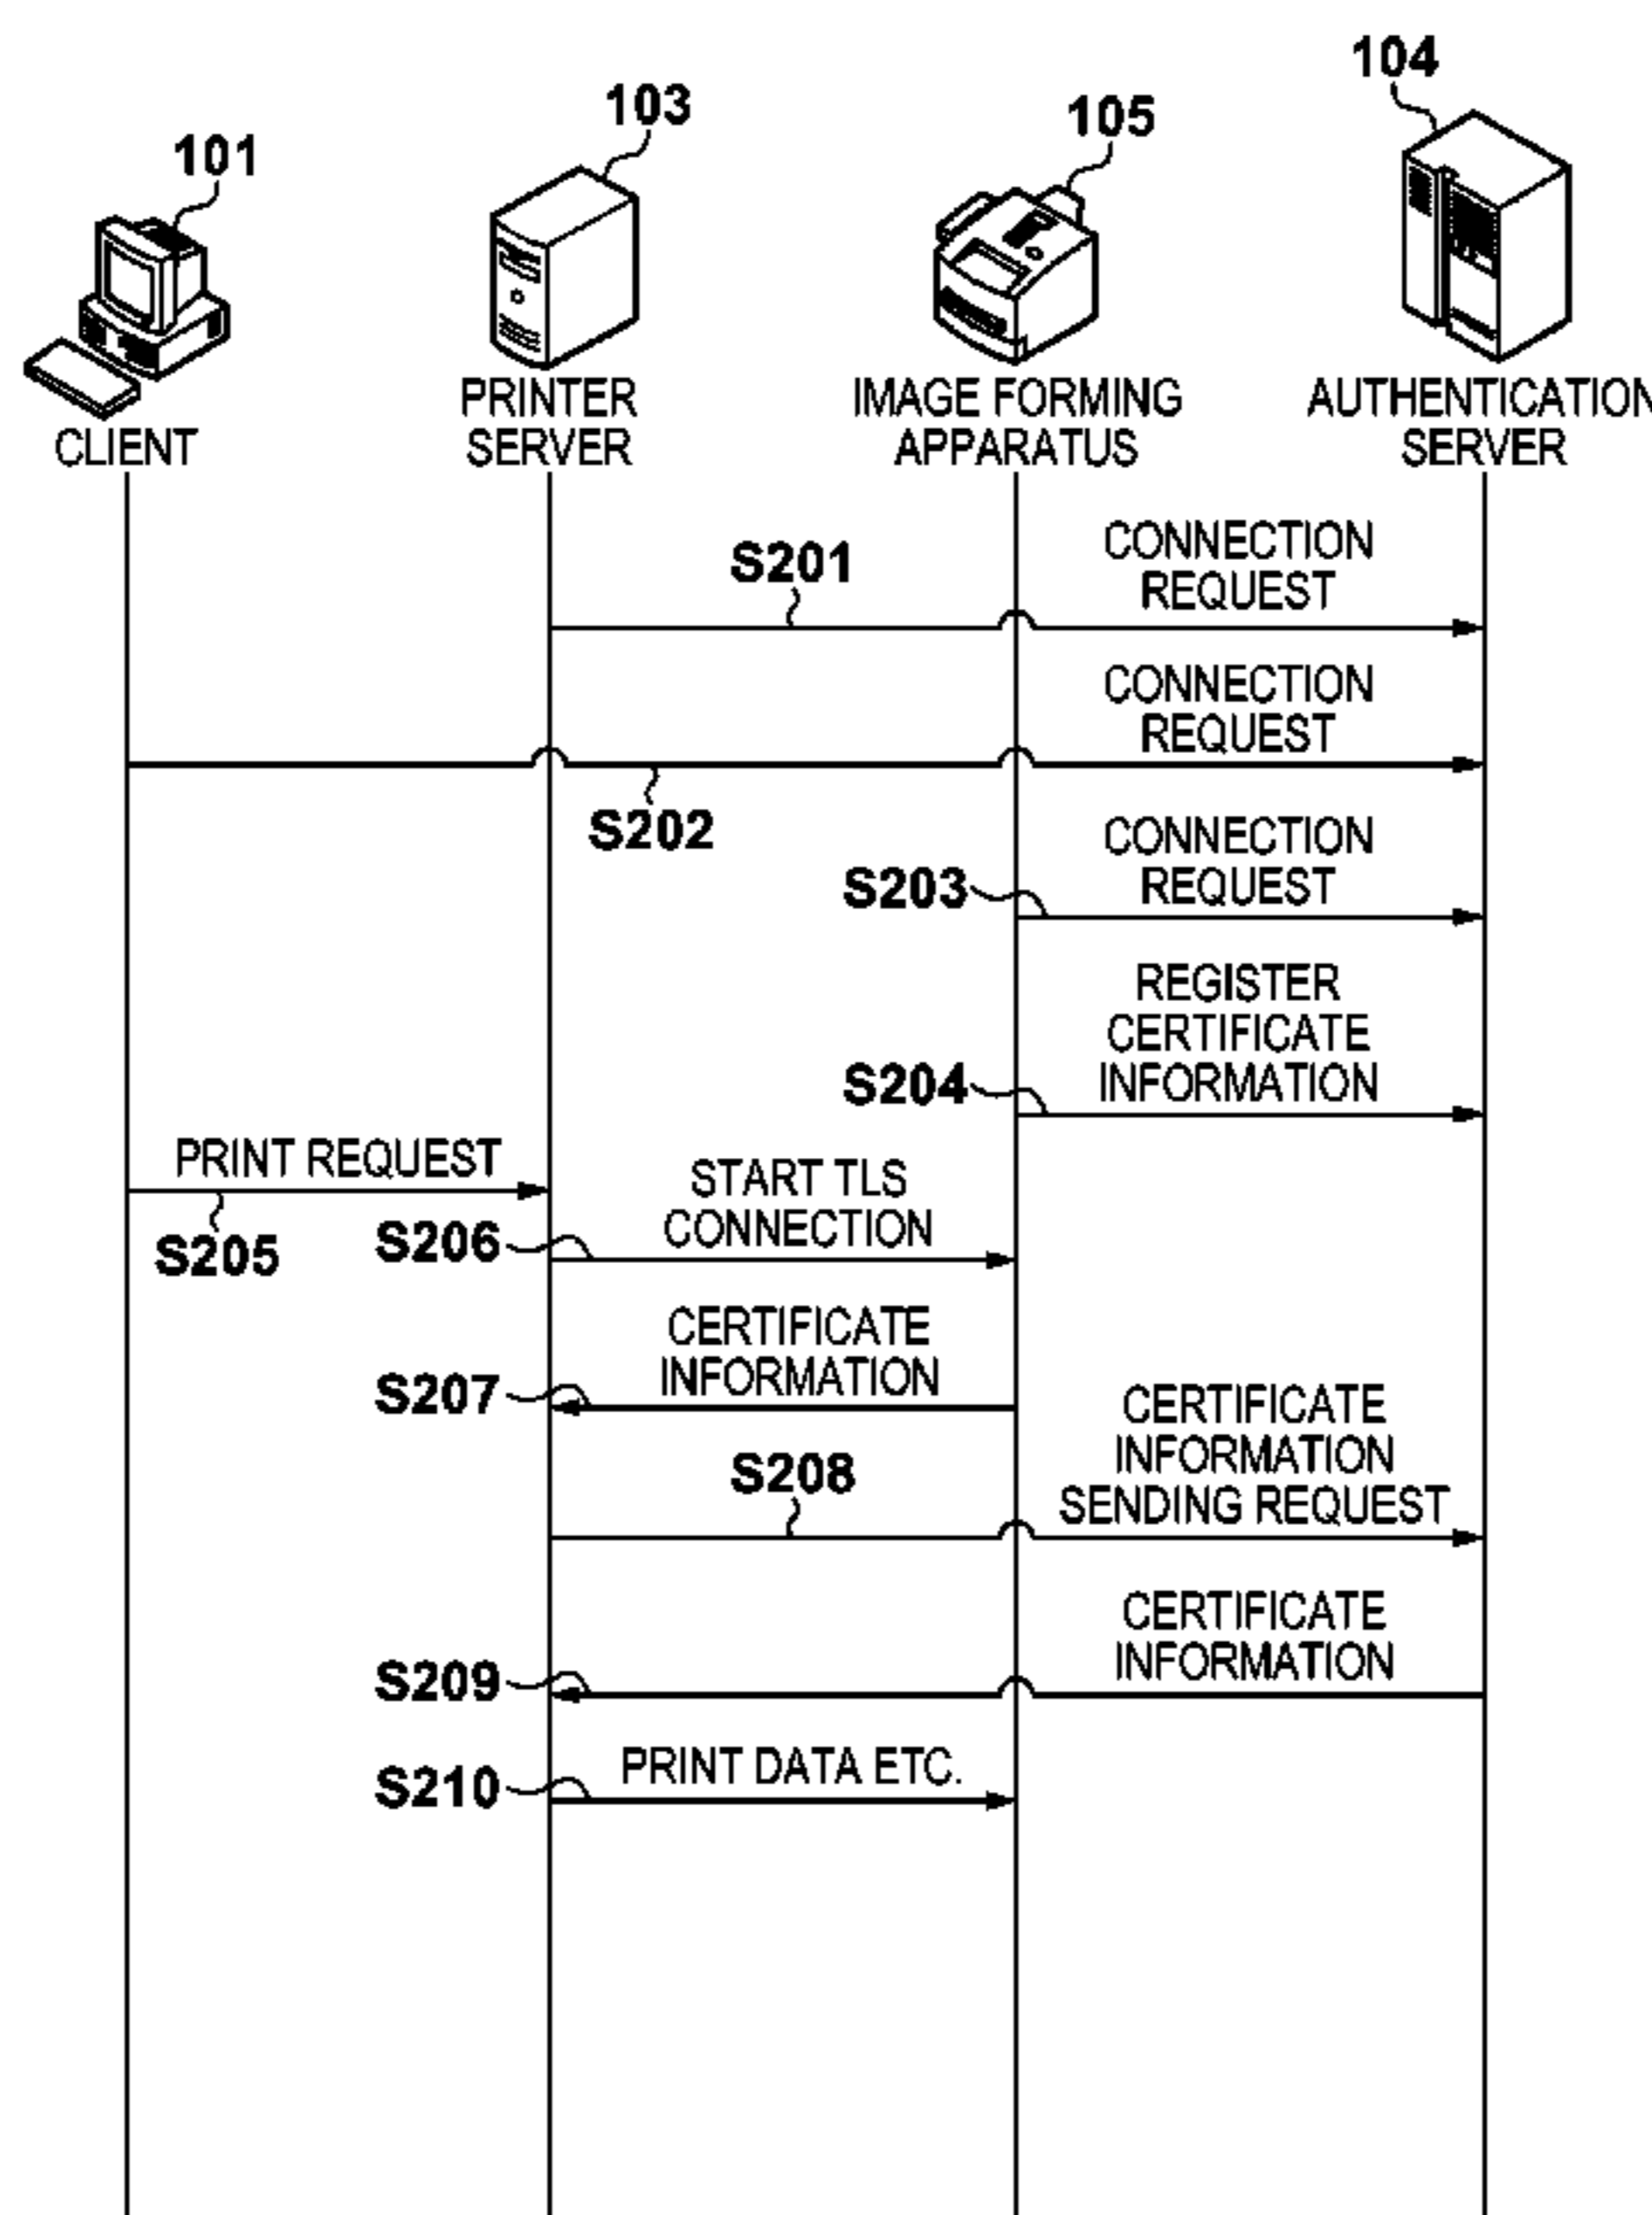 104
103
105
101
CLIENT
PRINTER
SERVER
IMAGE FORMING
APPARATUS
AUTHENTICATION
SERVER
S201
CONNECTION
REQUEST
CONNECTION
REQUEST
S202
CONNECTION
REQUEST
S203
REGISTER
CERTIFICATE
INFORMATION
S204
PRINT REQUEST
S205
START TLS
CONNECTION
S206
CERTIFICATE
INFORMATION
S207
CERTIFICATE
INFORMATION
SENDING REQUEST
S208
CERTIFICATE
INFORMATION
S209
PRINT DATA ETC.
S210